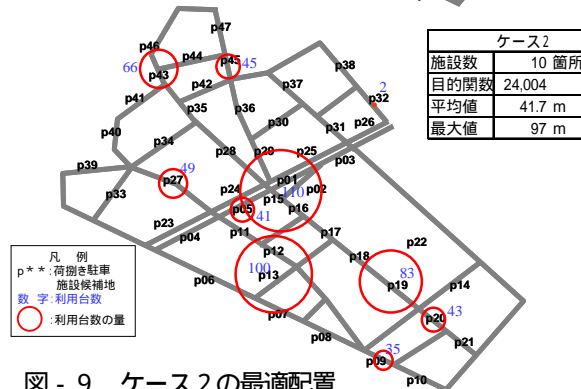 ケース2
施設数 10 箇所
目的関数 24,004
平均値 41.7 m
最大値 97 m
p47
p46
p44
p45
45
66
p43
p42
p41
p38
p37
2
p32
p26
p35
p36
p31
p40
p34
p30
p28
p29
p25
p03
p39
p27
49
p24
p01
110
p02
p33
p05
41
p15
p16
p23
p04
p11
p17
p12
p22
p18
100
p13
83
p19
p14
p06
p07
p08
43
p20
35
p09
p21
p10
凡 例
p**:荷捌き駐車
施設候補地
数 字:利用台数
:利用台数の量
図-9 ケース2の最適配置